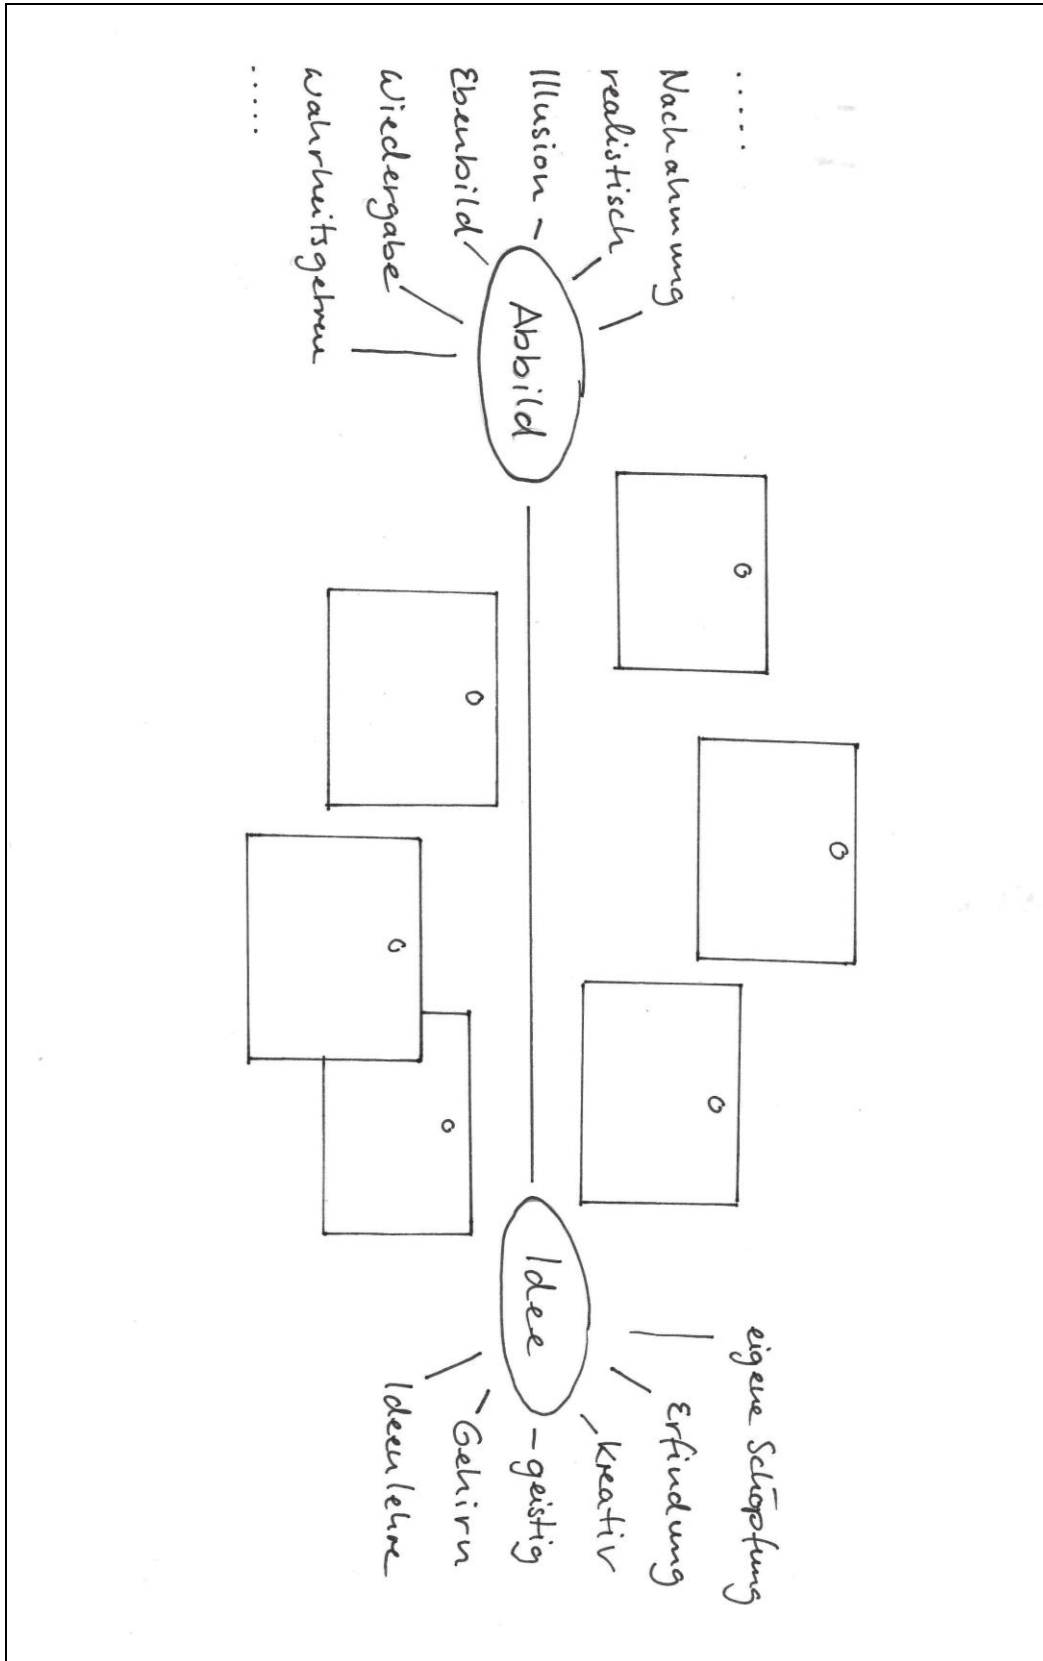 .....
Nachahmung
realistisch
Illusion
Ebenbild
Wiedergabe
wahrheitsgetreu
.....
Abbild
Idee
eigene Schöpfung
Erfindung
kreativ
geistig
Gehirn
Ideenlehre